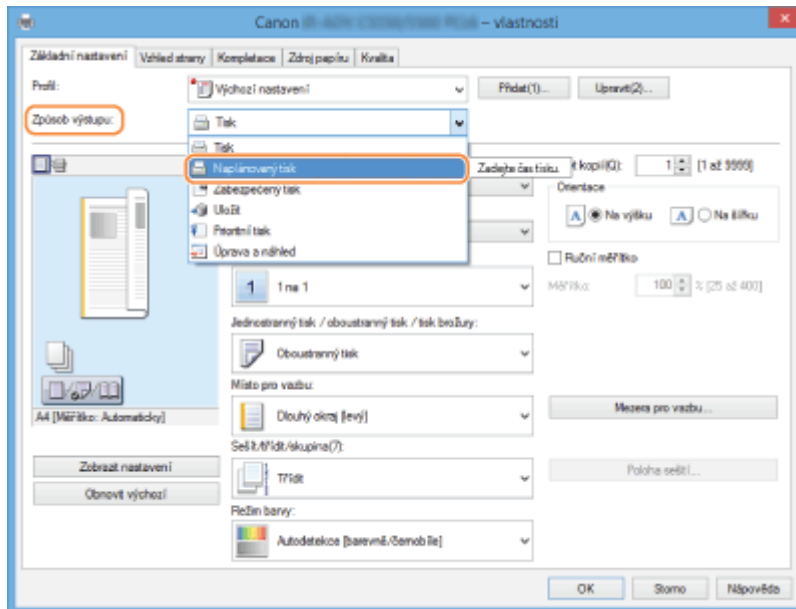 Canon – vlastnosti
Základní nastavení Vzhled strany Kompletace Zdroj papíru Kvalita
Profil: Výchozí nastavení Přidat(1)... Upravit(2)...
Způsob výstupu: Tisk
Tisk
Naplánovaný tisk Zadejte čas tisku. t kopií(Q): 1 [1 až 9999]
Zabezpečený tisk Orientace
Uložit A Na výšku A Na šířku
Prioritní tisk
Úprava a náhled Ruční měřítko
1 1 na 1 Měřítko: 100 % [25 až 400]
Jednostranný tisk / oboustranný tisk / tisk brožury:
Oboustranný tisk
Místo pro vazbu:
A4 [Měřítko: Automaticky] Dlouhý okraj [levý] Mezera pro vazbu...
Sešít/třídit/skupina(7):
Zobrazit nastavení Třídit Poloha sešití...
Obnovit výchozí
Režim barvy:
Autodetekce [barevně/černobíle]
OK Storno Nápověda